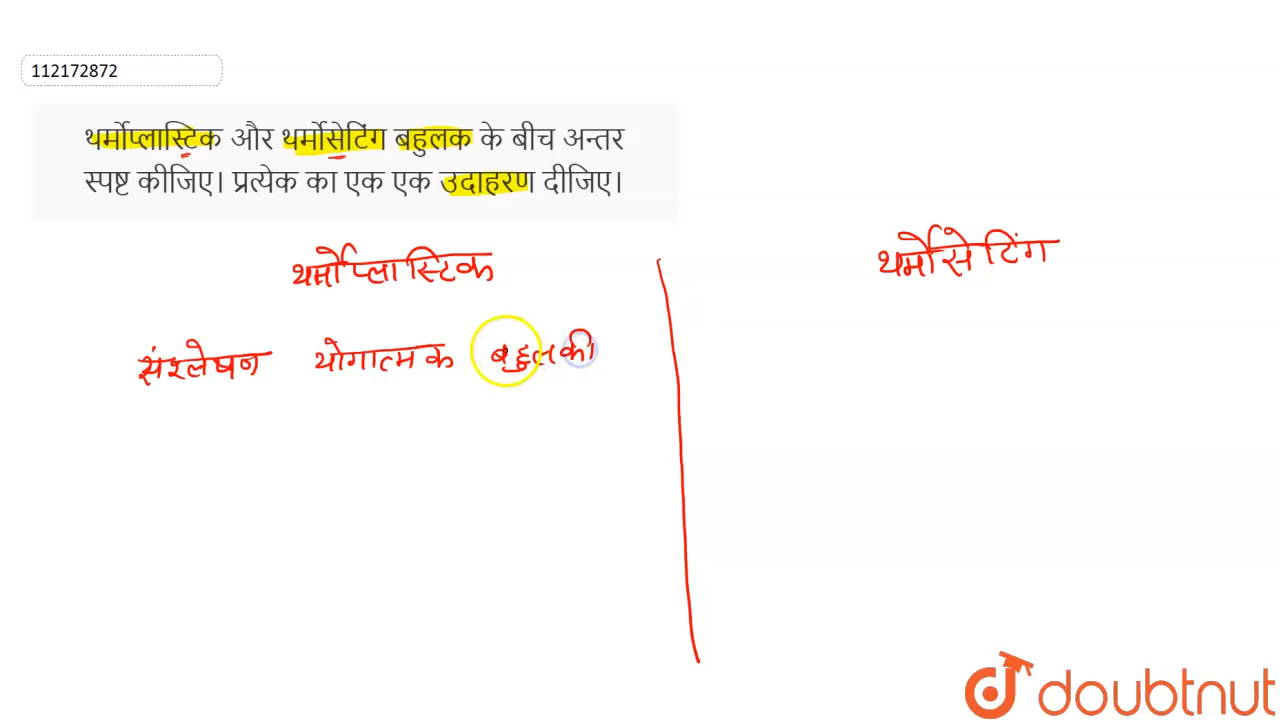 112172872
थर्मोप्लास्टिक और थर्मोसेटिंग बहुलक के बीच अन्तर
स्पष्ट कीजिए। प्रत्येक का एक एक उदाहरण दीजिए।
थर्मोप्लास्टिक
थर्मोसेटिंग
संश्लेषन योगात्मक बहुलकी
doubtnut